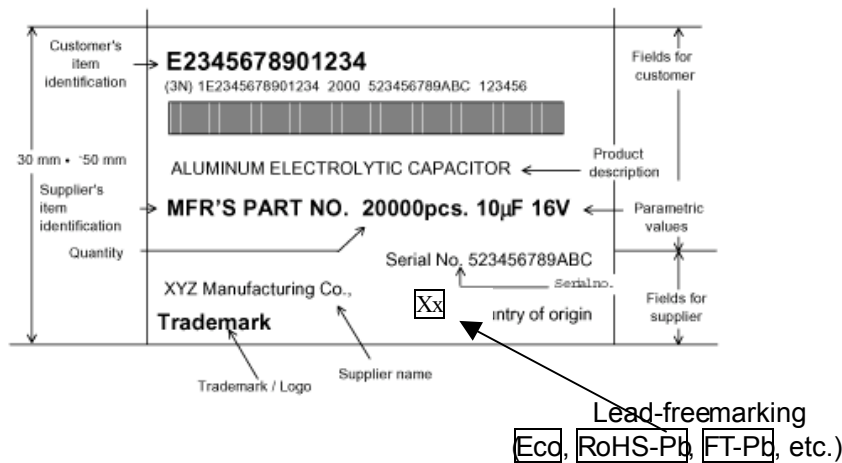 Customer's
item
identification
E2345678901234
(3N) 1E2345678901234 2000 523456789ABC 123456
Fields for
customer
ALUMINUM ELECTROLYTIC CAPACITOR
Product
description
30 mm • 50 mm
Supplier's
item
identification
MFR'S PART NO. 20000pcs. 10µF 16V
Parametric
values
Quantity
Serial No. 523456789ABC
Serial no.
XYZ Manufacturing Co.,
Xx
Fields for
supplier
Trademark
ntry of origin
Trademark / Logo
Supplier name
Lead-freemarking
(Eco, RoHS-Pb, FT-Pb, etc.)